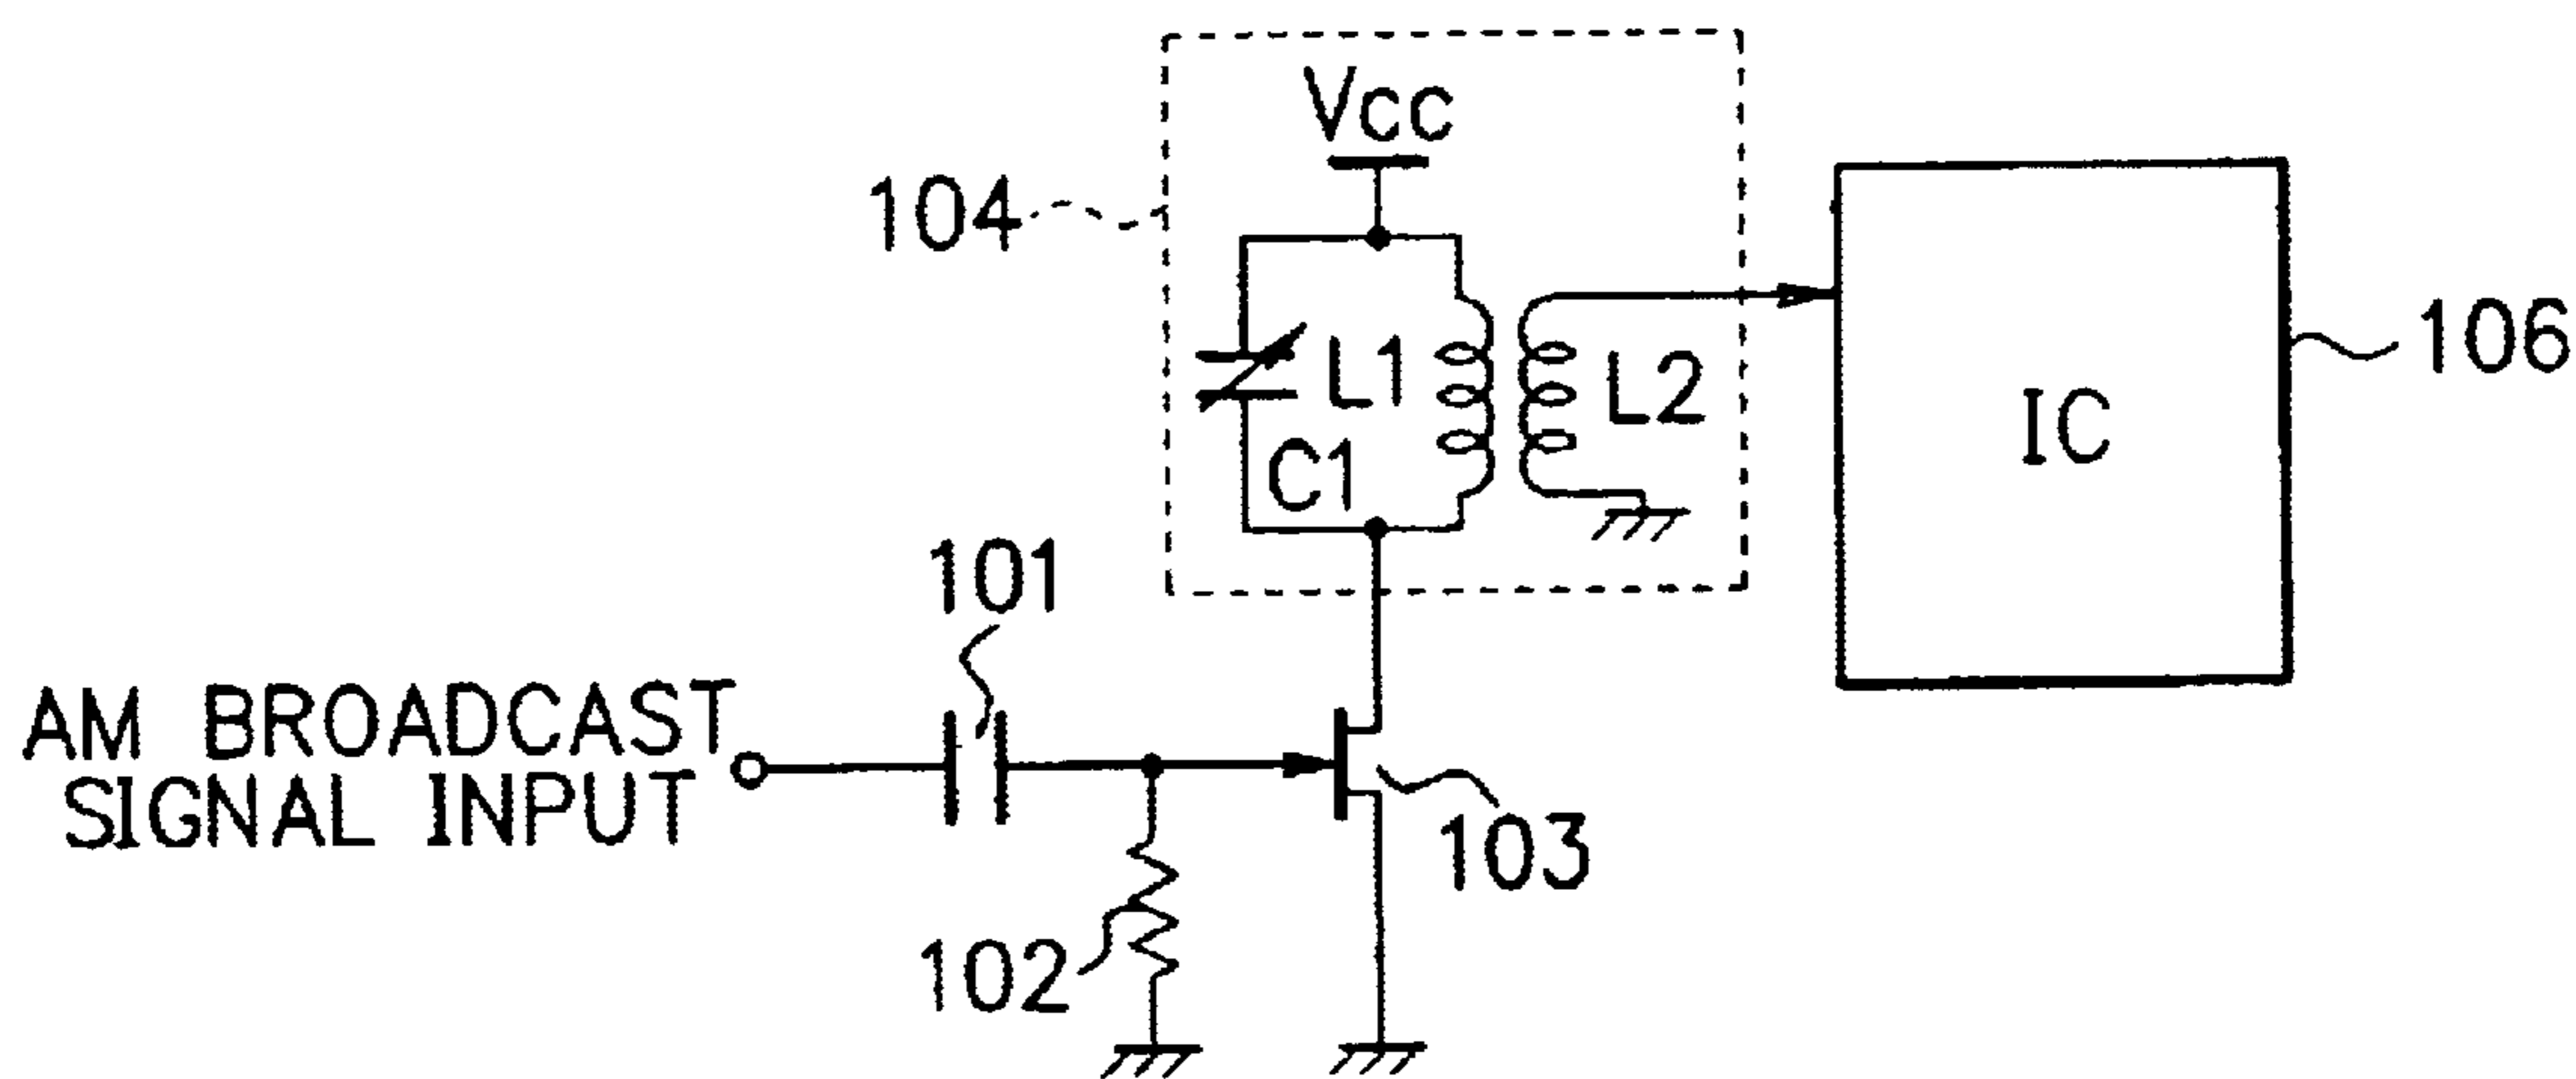 Vcc
104
106
L1
L2
IC
C1
101
AM BROADCAST
SIGNAL INPUT
103
102